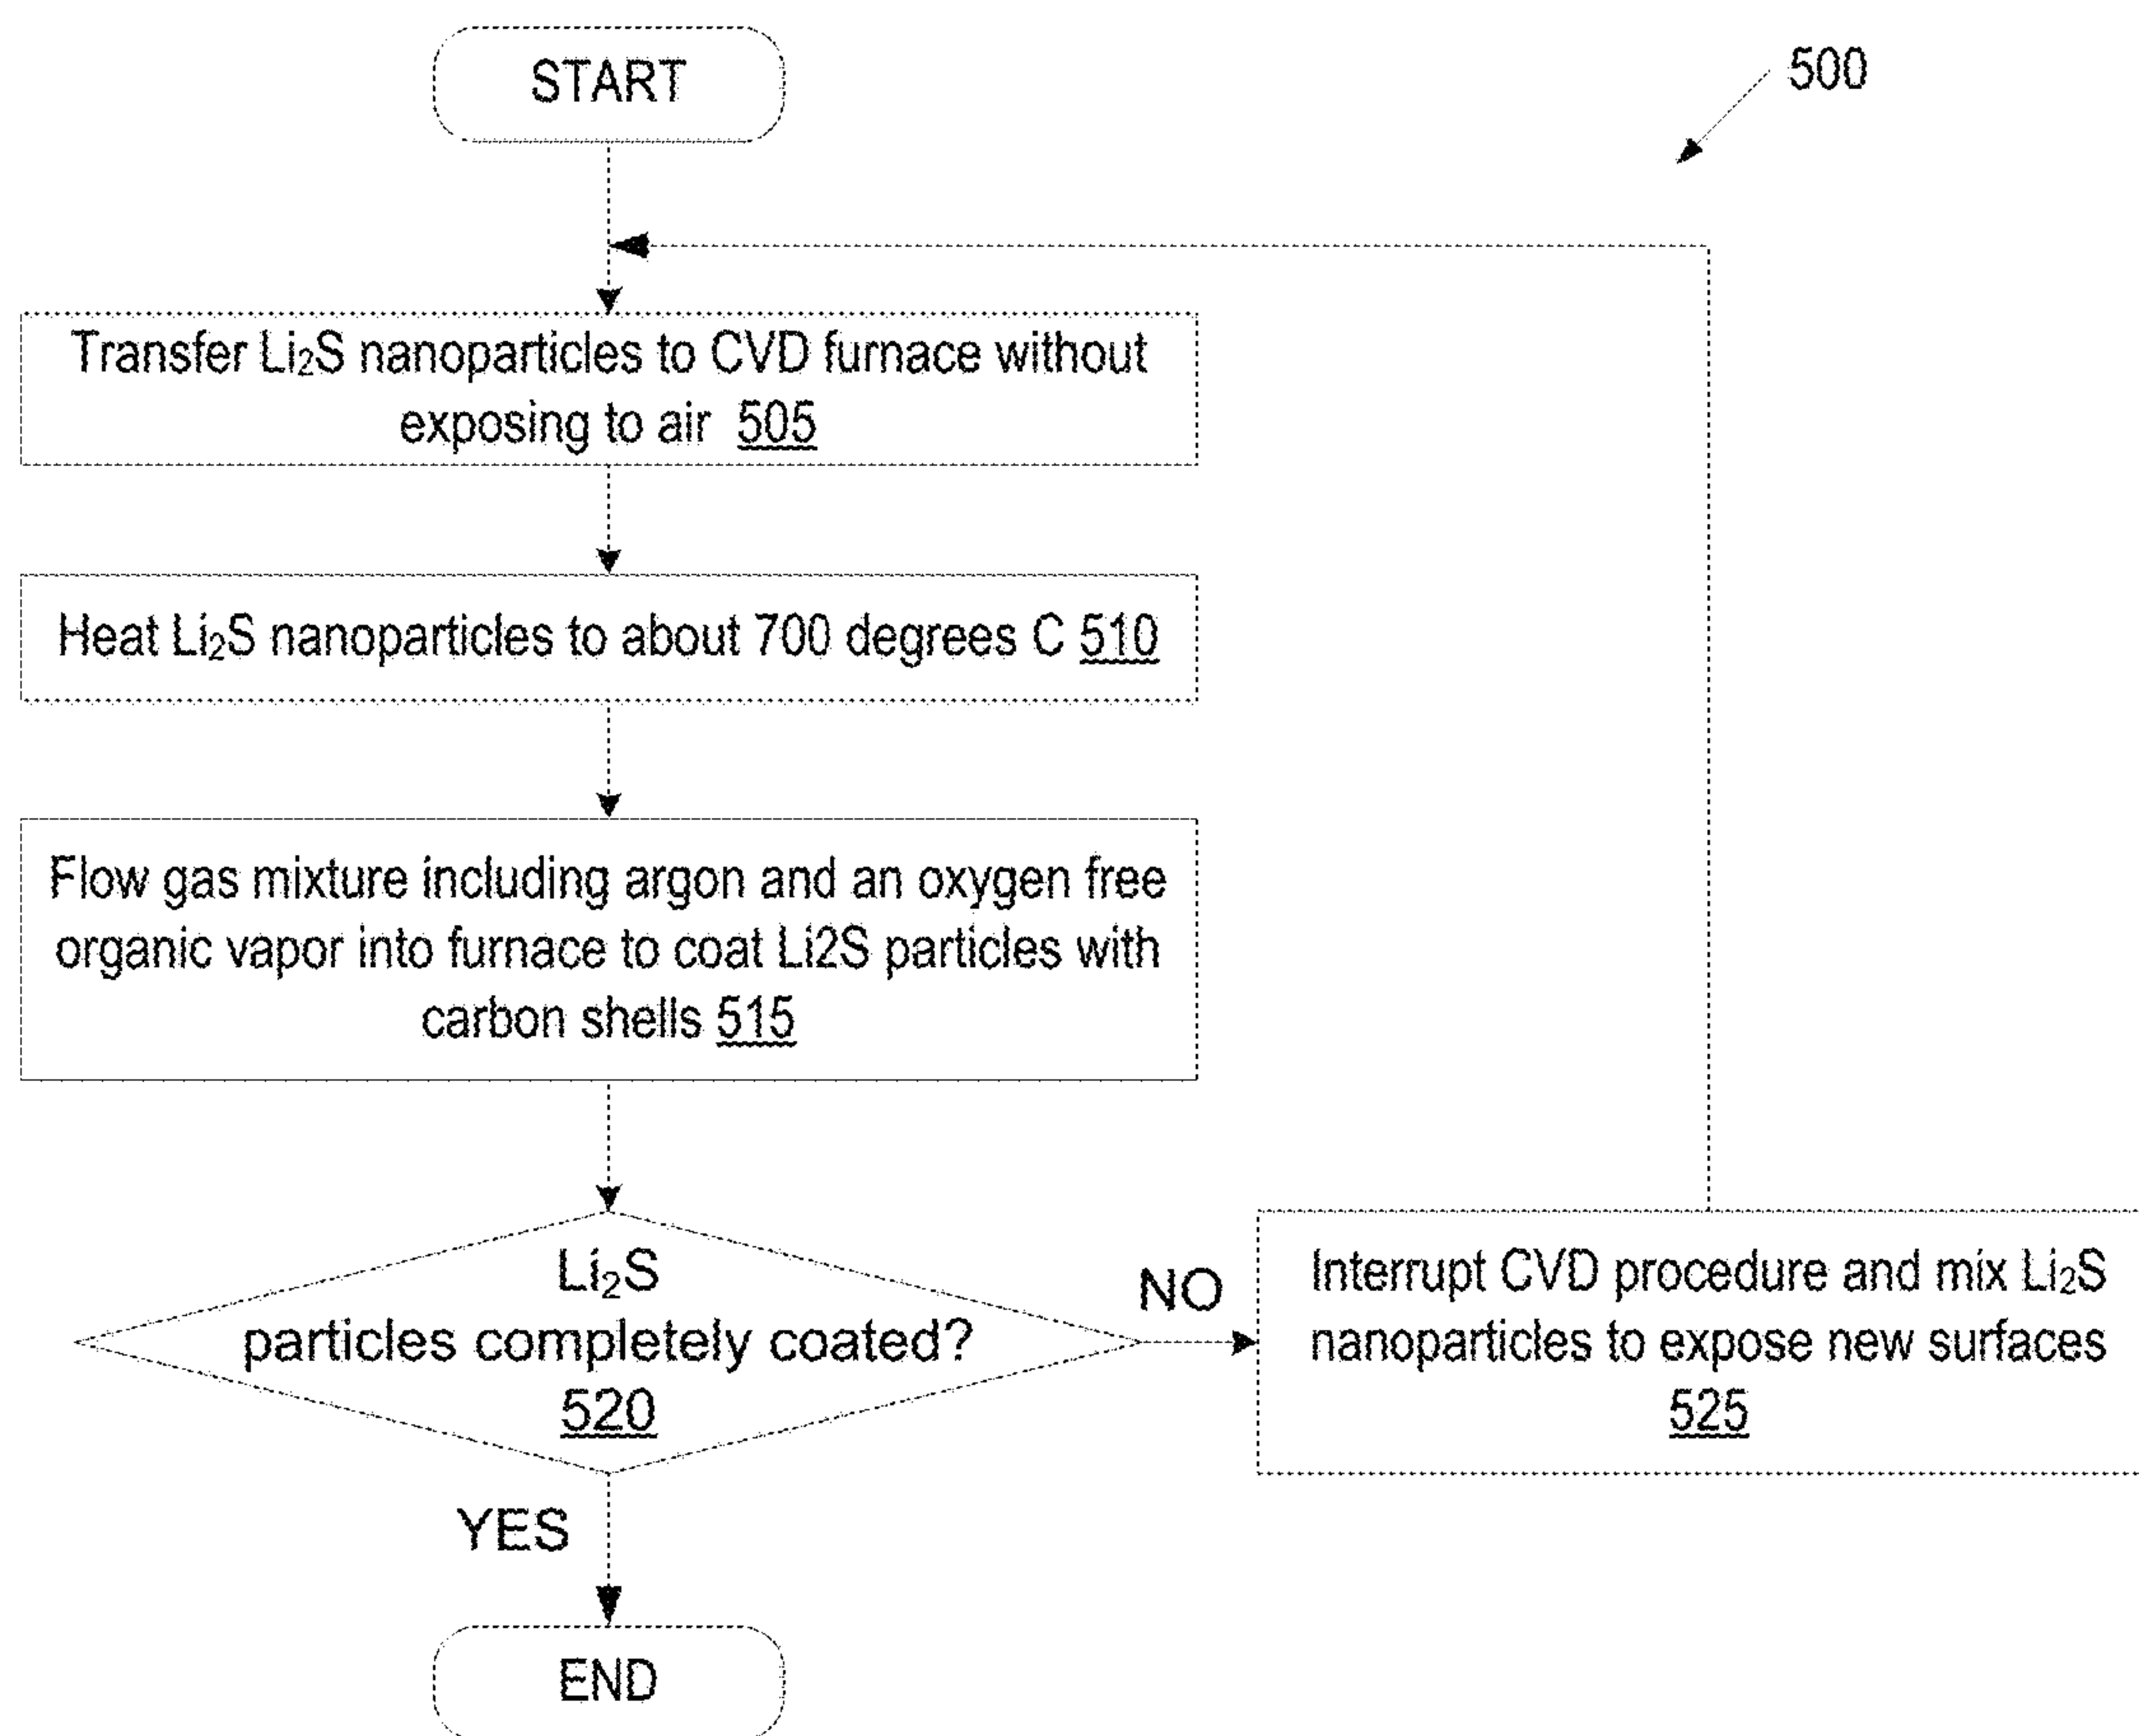 START
500
Transfer Li₂S nanoparticles to CVD furnace without
exposing to air 505
Heat Li₂S nanoparticles to about 700 degrees C 510
Flow gas mixture including argon and an oxygen free
organic vapor into furnace to coat Li2S particles with
carbon shells 515
Li₂S
particles completely coated?
520
NO
Interrupt CVD procedure and mix Li₂S
nanoparticles to expose new surfaces
525
YES
END